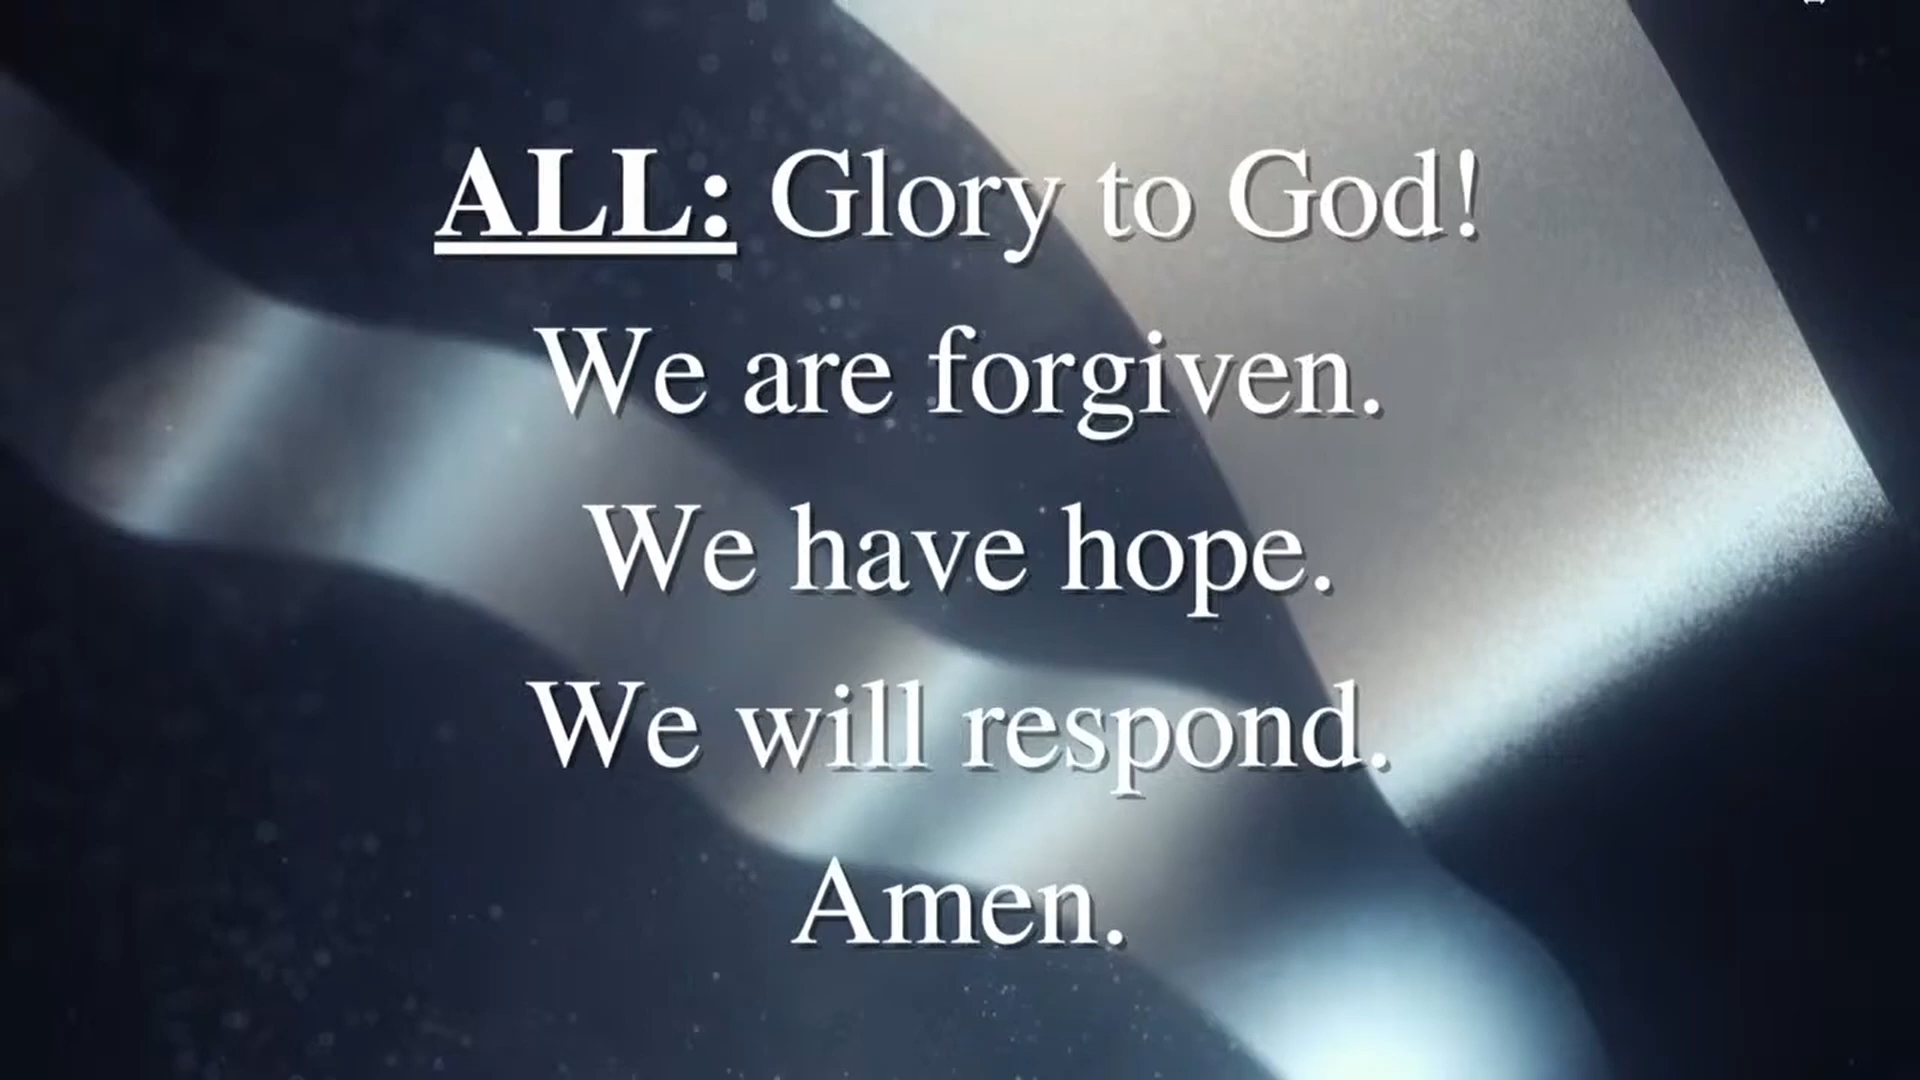 ALL: Glory to God!
We are forgiven.
We have hope.
We will respond.
Amen.